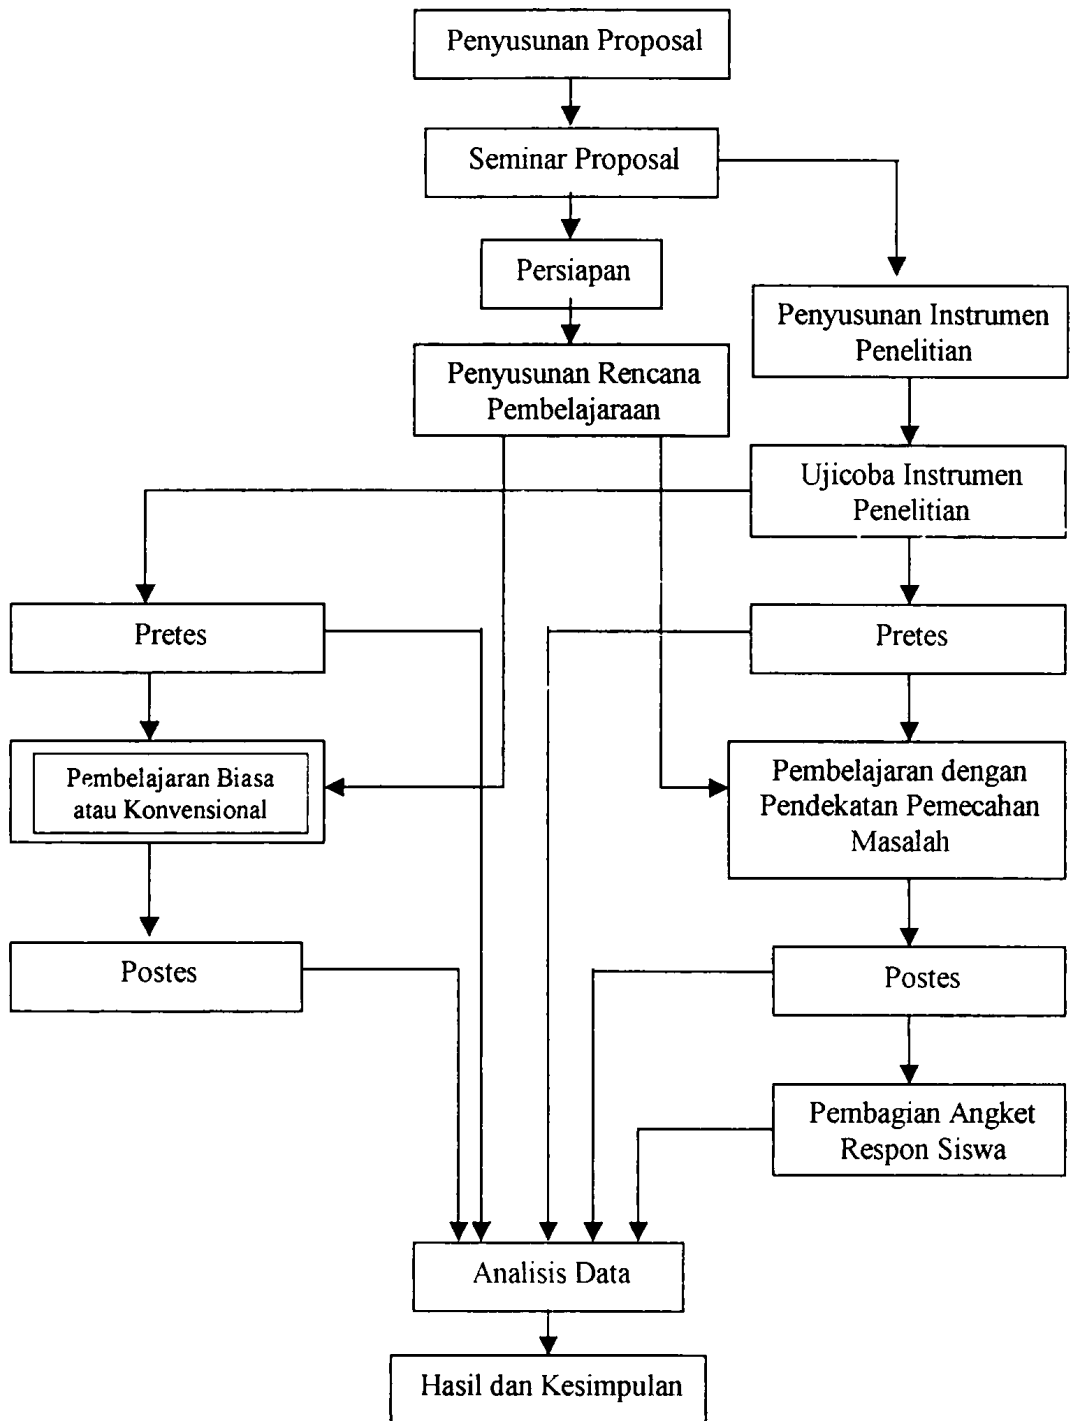 Penyusunan Proposal
Seminar Proposal
Persiapan
Penyusunan Instrumen
Penelitian
Penyusunan Rencana
Pembelajaraan
Ujicoba Instrumen
Penelitian
Pretes
Pretes
Pembelajaran Biasa
atau Konvensional
Pembelajaran dengan
Pendekatan Pemecahan
Masalah
Postes
Postes
Pembagian Angket
Respon Siswa
Analisis Data
Hasil dan Kesimpulan